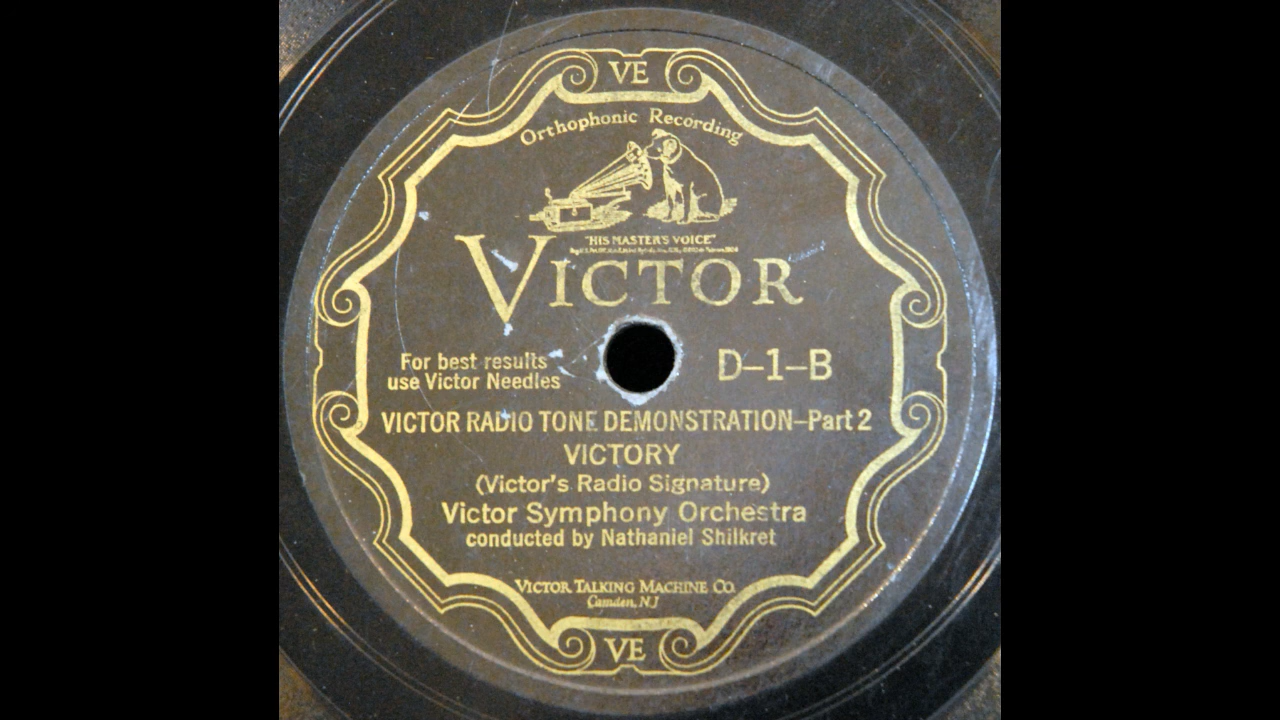 VE
Orthophonic Recording
"HIS MASTER'S VOICE"
VICTOR
For best results
use Victor Needles
D-1-B
VICTOR RADIO TONE DEMONSTRATION-Part 2
VICTORY
(Victor's Radio Signature)
Victor Symphony Orchestra
conducted by Nathaniel Shilkret
VICTOR TALKING MACHINE CO.
Camden, NJ
VE